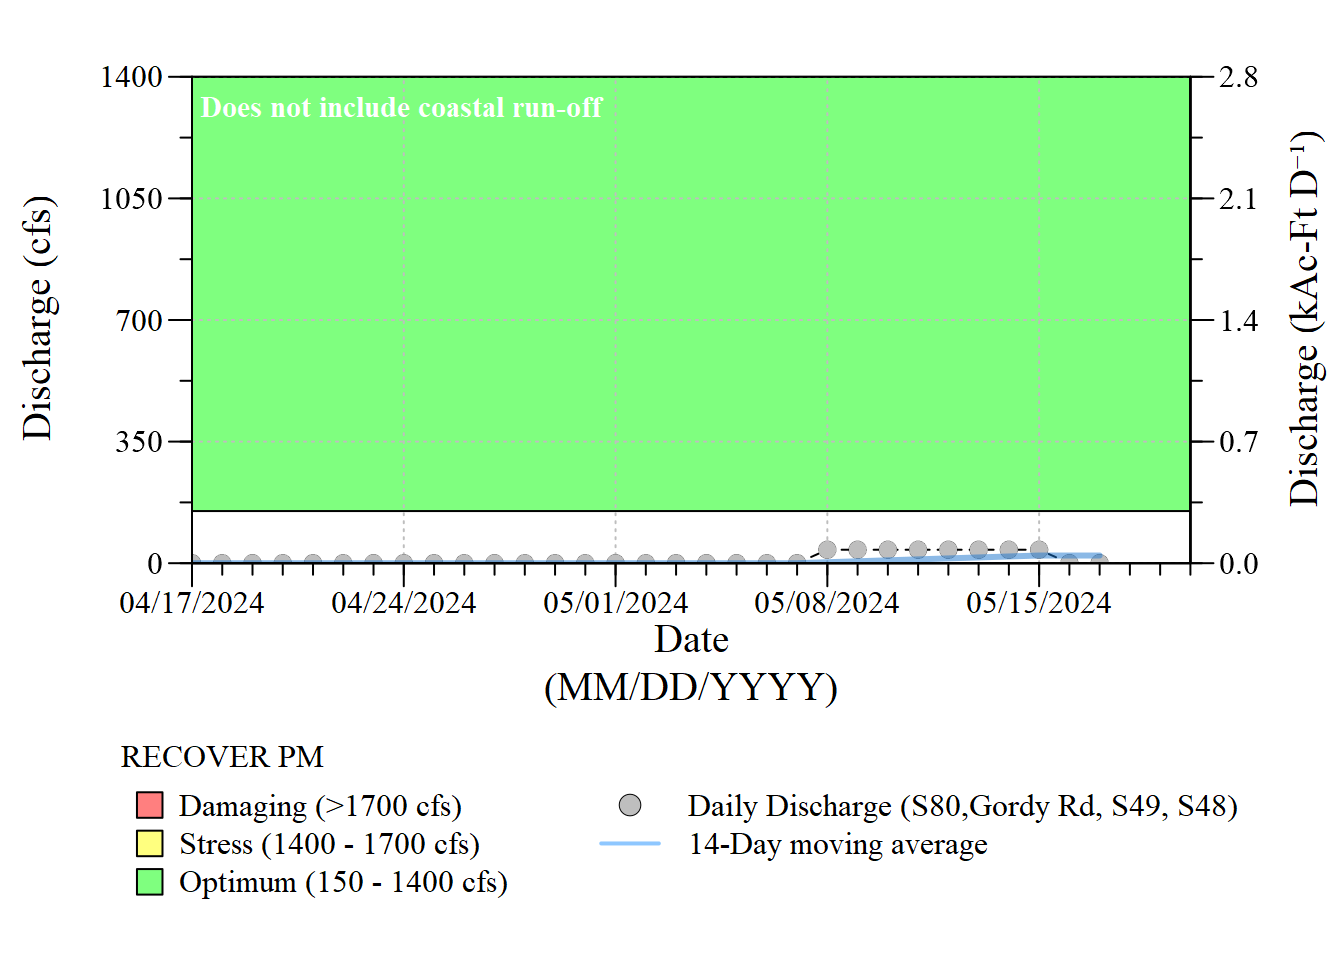 1400
2.8
Does not include coastal run-off
1050
2.1
Discharge (cfs)
Discharge (kAc-Ft D⁻¹)
700
1.4
350
0.7
0
0.0
04/17/2024 04/24/2024 05/01/2024 05/08/2024 05/15/2024
Date
(MM/DD/YYYY)
RECOVER PM
Damaging (>1700 cfs)
Stress (1400 - 1700 cfs)
Optimum (150 - 1400 cfs)
Daily Discharge (S80,Gordy Rd, S49, S48)
14-Day moving average